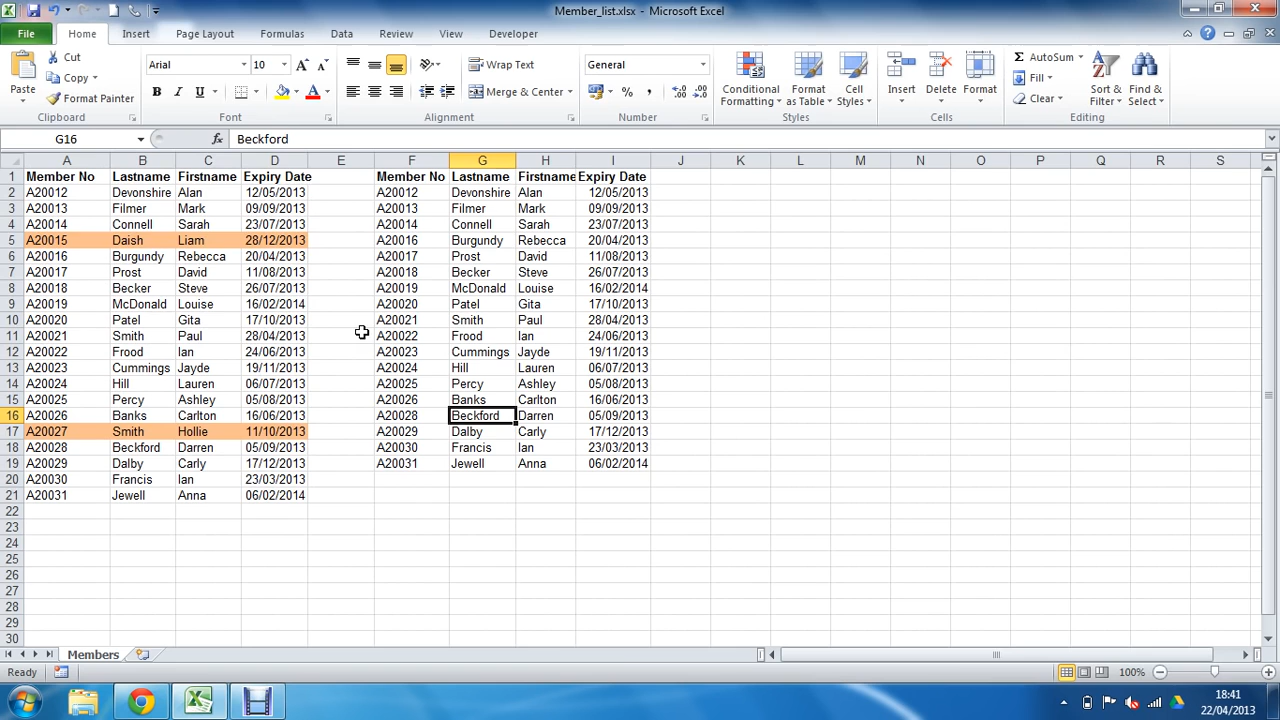 Member_list.xlsx - Microsoft Excel
File Home Insert Page Layout Formulas Data Review View Developer
Cut
Copy
Format Painter
Paste
Clipboard
Arial 10
B I U
Font
Wrap Text
Merge & Center
Alignment
General
Number
Conditional Formatting
Format as Table
Cell Styles
Styles
Insert Delete Format
Cells
Σ AutoSum
Fill
Clear
Sort & Filter
Find & Select
Editing
G16 fx Beckford
A B C D E F G H I J K L M N O P Q R S
1 Member No Lastname Firstname Expiry Date Member No Lastname Firstname Expiry Date
2 A20012 Devonshire Alan 12/05/2013 A20012 Devonshire Alan 12/05/2013
3 A20013 Filmer Mark 09/09/2013 A20013 Filmer Mark 09/09/2013
4 A20014 Connell Sarah 23/07/2013 A20014 Connell Sarah 23/07/2013
5 A20015 Daish Liam 28/12/2013 A20016 Burgundy Rebecca 20/04/2013
6 A20016 Burgundy Rebecca 20/04/2013 A20017 Prost David 11/08/2013
7 A20017 Prost David 11/08/2013 A20018 Becker Steve 26/07/2013
8 A20018 Becker Steve 26/07/2013 A20019 McDonald Louise 16/02/2014
9 A20019 McDonald Louise 16/02/2014 A20020 Patel Gita 17/10/2013
10 A20020 Patel Gita 17/10/2013 A20021 Smith Paul 28/04/2013
11 A20021 Smith Paul 28/04/2013 A20022 Frood Ian 24/06/2013
12 A20022 Frood Ian 24/06/2013 A20023 Cummings Jayde 19/11/2013
13 A20023 Cummings Jayde 19/11/2013 A20024 Hill Lauren 06/07/2013
14 A20024 Hill Lauren 06/07/2013 A20025 Percy Ashley 05/08/2013
15 A20025 Percy Ashley 05/08/2013 A20026 Banks Carlton 16/06/2013
16 A20026 Banks Carlton 16/06/2013 A20028 Beckford Darren 05/09/2013
17 A20027 Smith Hollie 11/10/2013 A20029 Dalby Carly 17/12/2013
18 A20028 Beckford Darren 05/09/2013 A20030 Francis Ian 23/03/2013
19 A20029 Dalby Carly 17/12/2013 A20031 Jewell Anna 06/02/2014
20 A20030 Francis Ian 23/03/2013
21 A20031 Jewell Anna 06/02/2014
22
23
24
25
26
27
28
29
30
Members
Ready 100%
18:41
22/04/2013